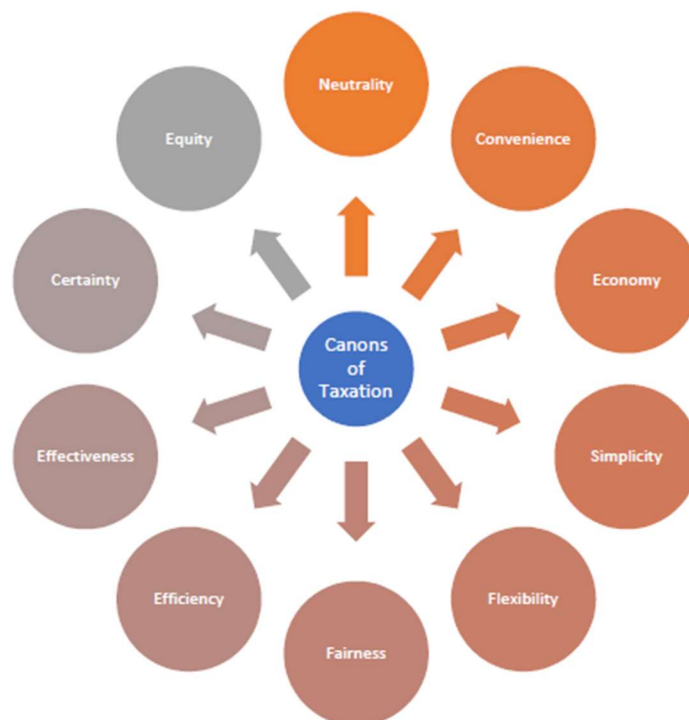 Neutrality
Convenience
Economy
Simplicity
Flexibility
Fairness
Efficiency
Effectiveness
Certainty
Equity
Canons
of
Taxation